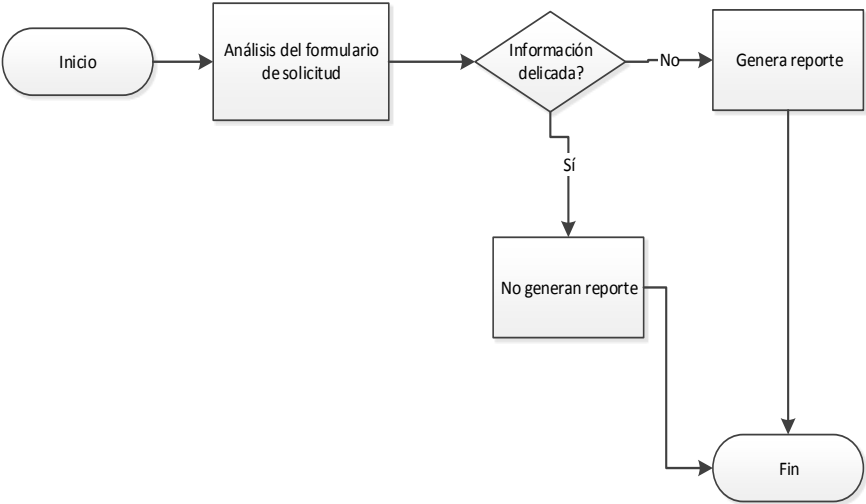 Inicio
Análisis del formulario
de solicitud
Información
delicada?
No
Genera reporte
Sí
No generan reporte
Fin